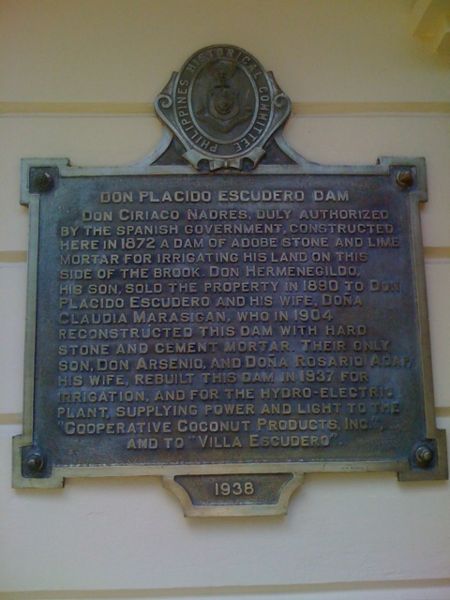 PHILIPPINES HISTORICAL COMMITTEE
DON PLACIDO ESCUDERO DAM
DON CIRIACO NADRES, DULY AUTHORIZED
BY THE SPANISH GOVERNMENT, CONSTRUCTED
HERE IN 1872 A DAM OF ADOBE STONE AND LIME
MORTAR FOR IRRIGATING HIS LAND ON THIS
SIDE OF THE BROOK. DON HERMENEGILDO,
HIS SON, SOLD THE PROPERTY IN 1890 TO DON
PLACIDO ESCUDERO AND HIS WIFE, DOÑA
CLAUDIA MARASIGAN, WHO IN 1904
RECONSTRUCTED THIS DAM WITH HARD
STONE AND CEMENT MORTAR. THEIR ONLY
SON, DON ARSENIO, AND DOÑA ROSARIO ADAP,
HIS WIFE, REBUILT THIS DAM IN 1937 FOR
IRRIGATION, AND FOR THE HYDRO-ELECTRIC
PLANT, SUPPLYING POWER AND LIGHT TO THE
"COOPERATIVE COCONUT PRODUCTS, INC.",
AND TO "VILLA ESCUDERO".
1938